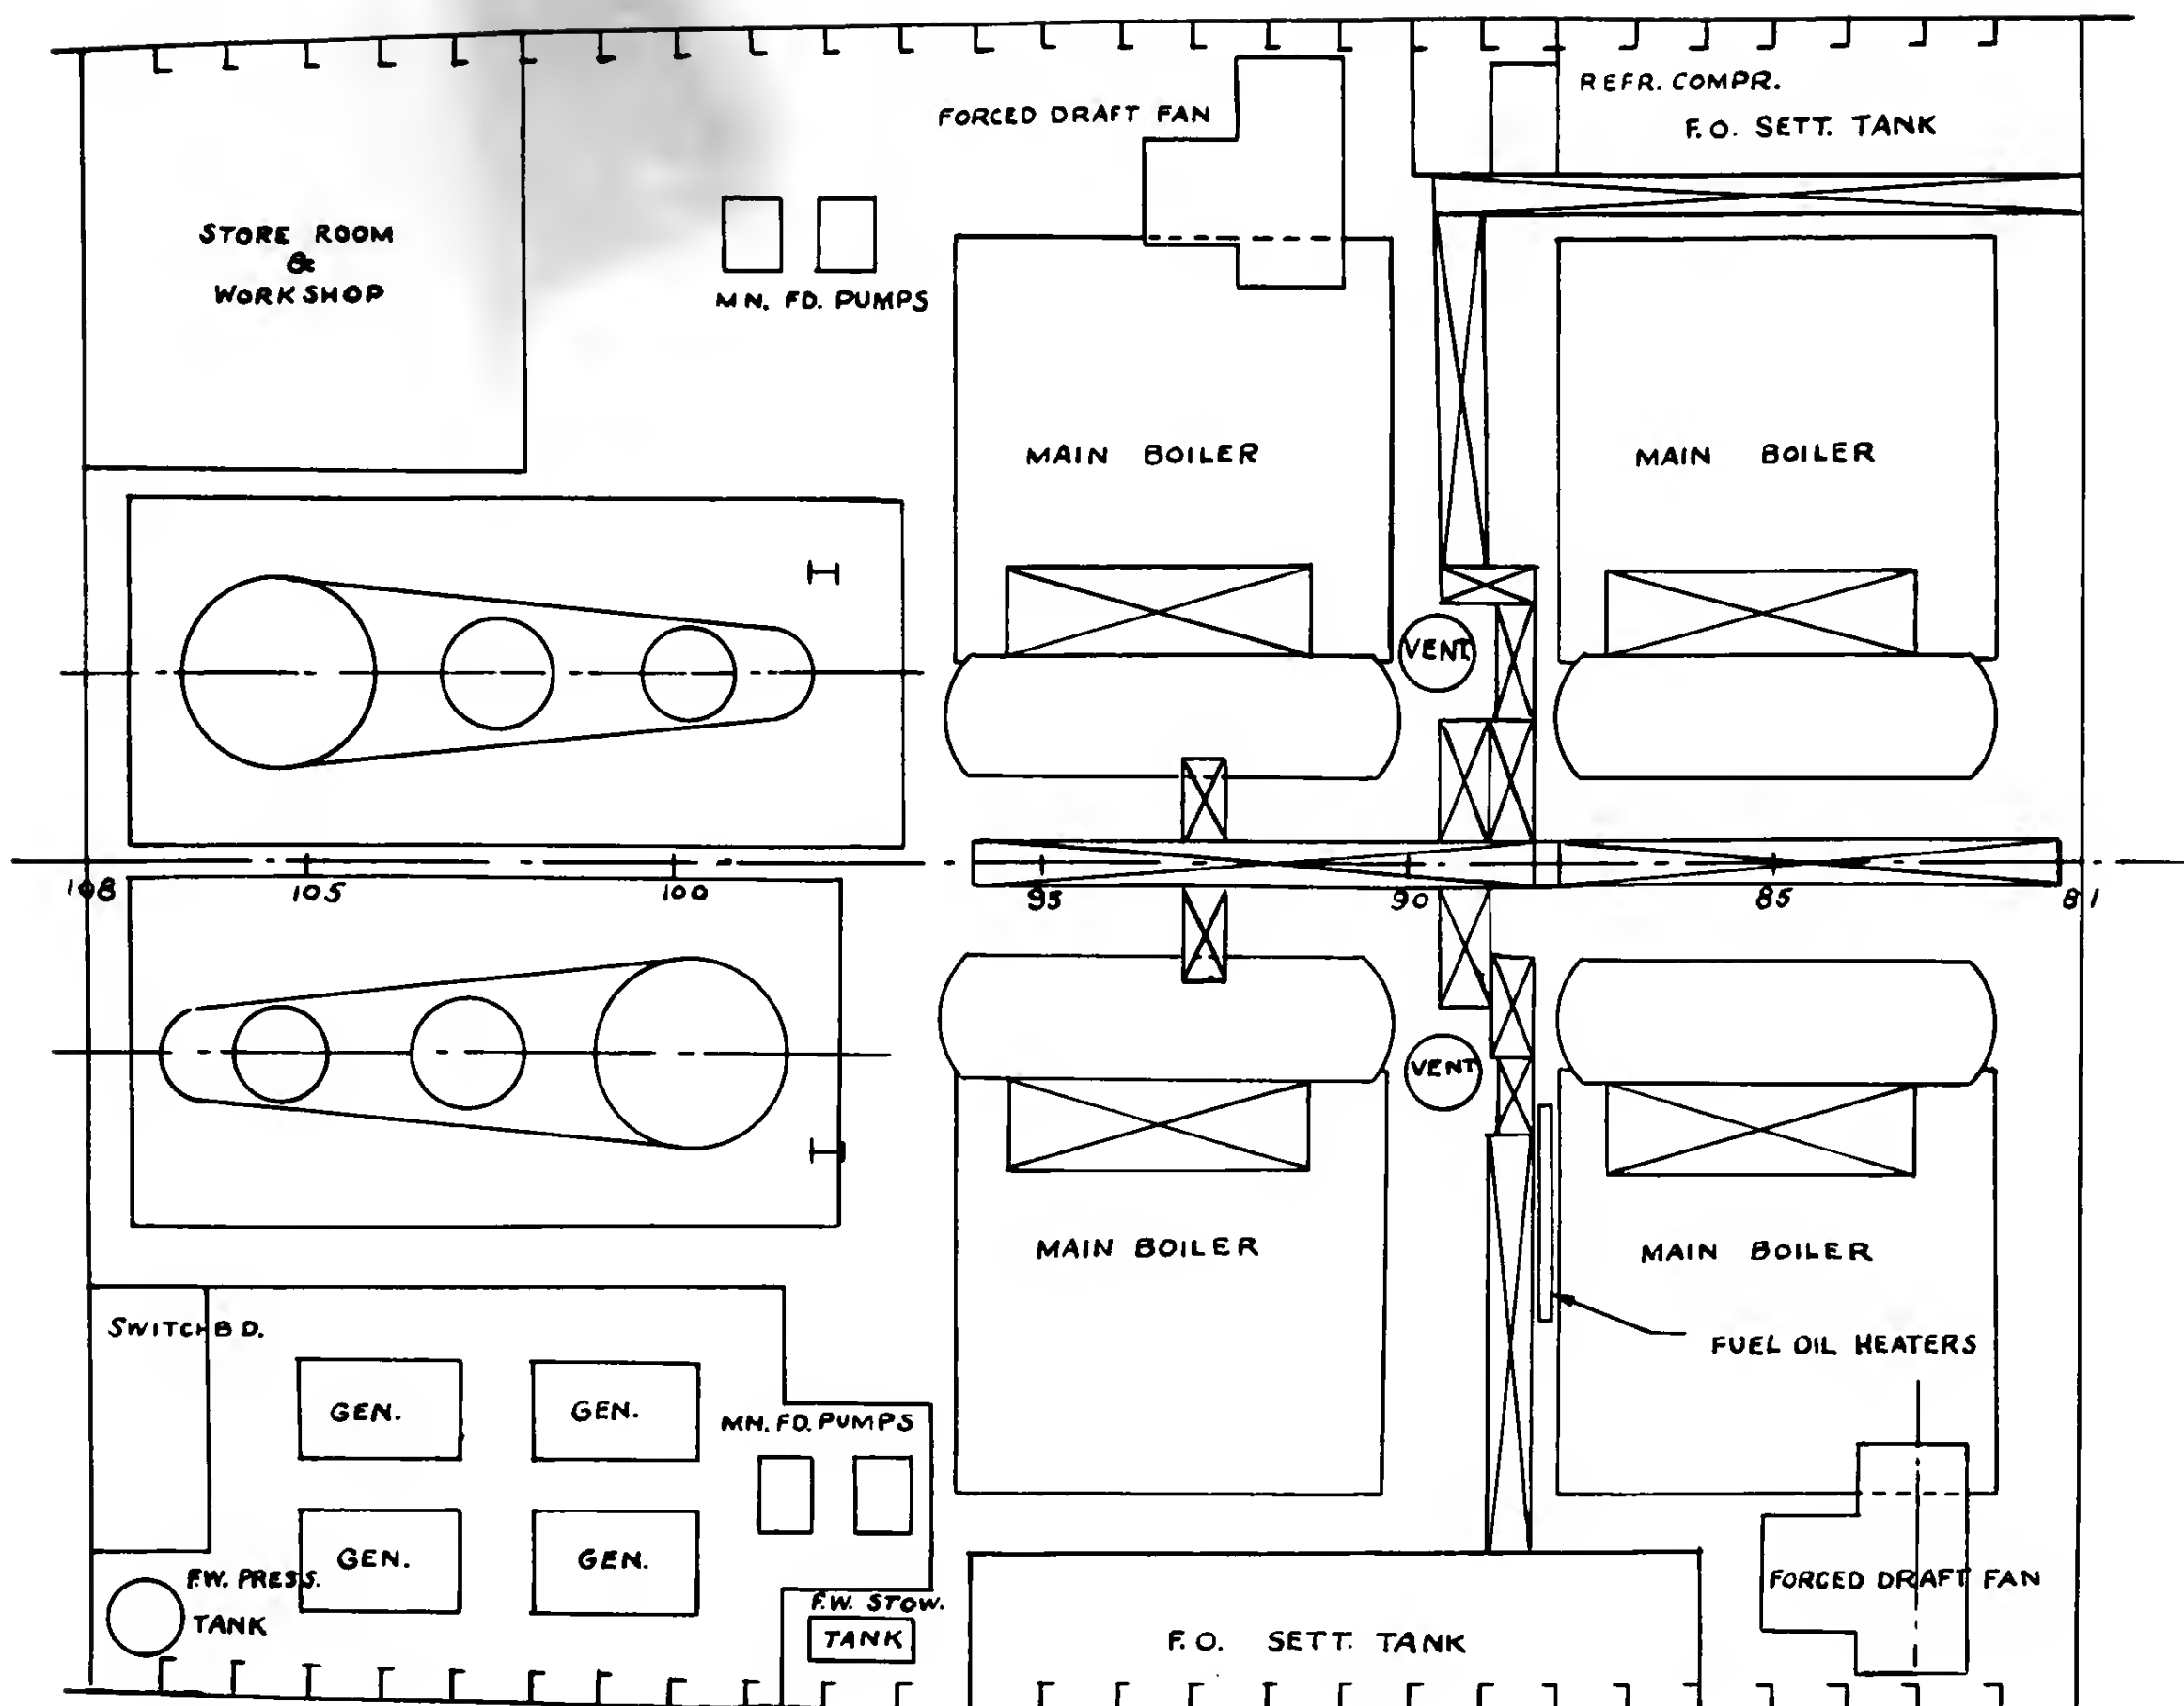 REFR. COMPR.
FORCED DRAFT FAN
F.O. SETT. TANK
STORE ROOM
&
WORKSHOP
MN. FD. PUMPS
MAIN BOILER
MAIN BOILER
VENT
108
105
100
95
90
85
81
VENT
MAIN BOILER
MAIN BOILER
SWITCHBD.
FUEL OIL HEATERS
GEN.
GEN.
MN. FD. PUMPS
GEN.
GEN.
F.W. PRESS.
TANK
F.W. STOW.
TANK
F.O. SETT. TANK
FORCED DRAFT FAN